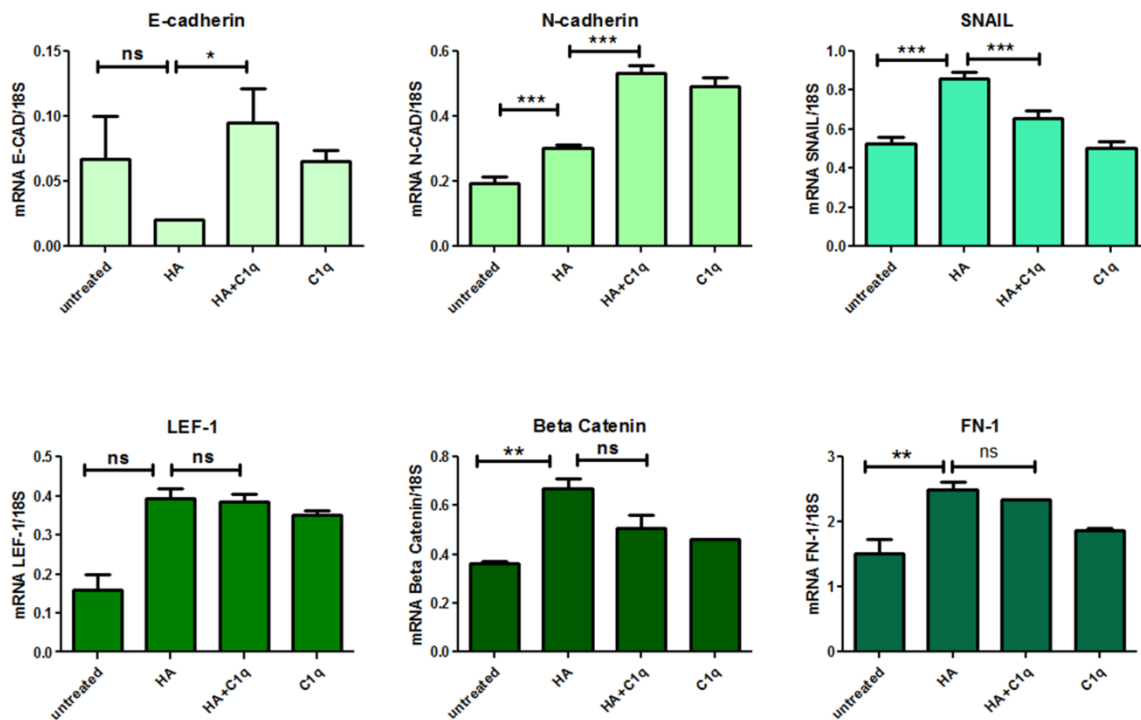 E-cadherin
mRNA E-CAD/18S
0.15
0.10
0.05
0.00
ns
*
untreated
HA
HA+C1q
C1q
N-cadherin
mRNA N-CAD/18S
0.6
0.4
0.2
0.0
***
***
untreated
HA
HA+C1q
C1q
SNAIL
mRNA SNAIL/18S
1.0
0.8
0.6
0.4
0.2
0.0
***
***
untreated
HA
HA+C1q
C1q
LEF-1
mRNA LEF-1/18S
0.5
0.4
0.3
0.2
0.1
0.0
ns
ns
untreated
HA
HA+C1q
C1q
Beta Catenin
mRNA Beta Catenin/18S
0.8
0.6
0.4
0.2
0.0
**
ns
untreated
HA
HA+C1q
C1q
FN-1
mRNA FN-1/18S
3
2
1
0
**
ns
untreated
HA
HA+C1q
C1q